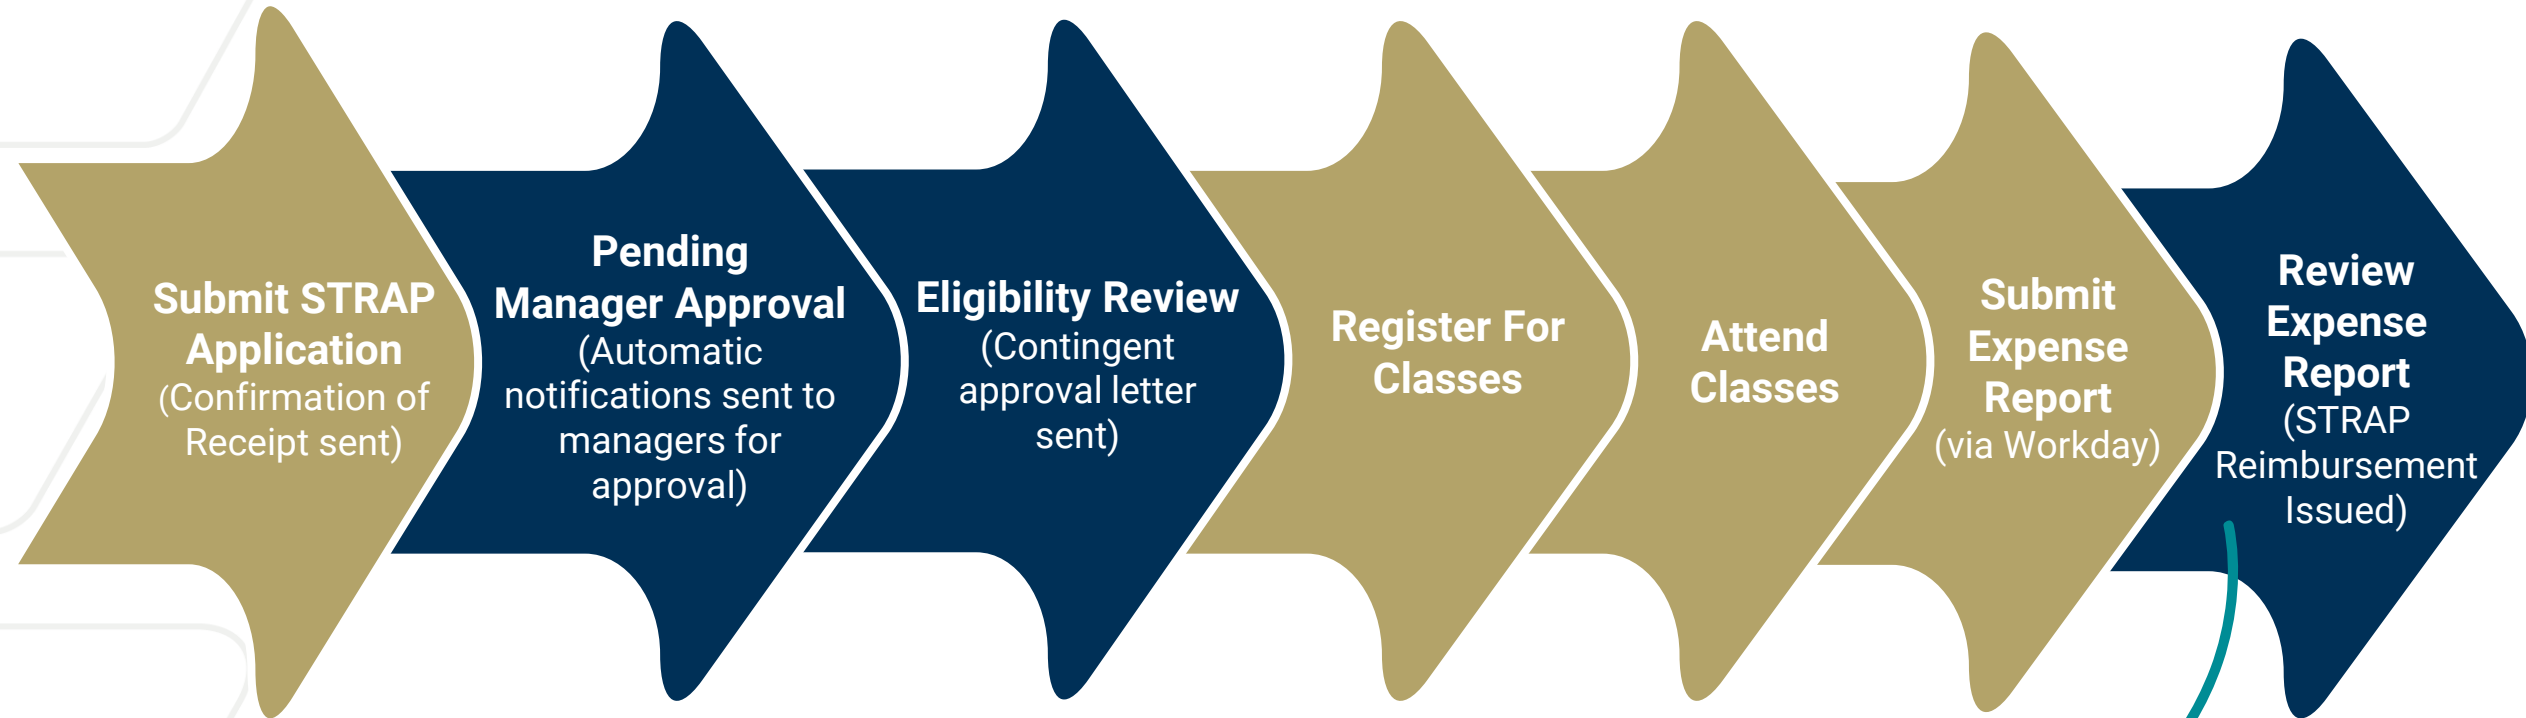 Submit STRAP
Application
(Confirmation of
Receipt sent)
Pending
Manager Approval
(Automatic
notifications sent to
managers for
approval)
Eligibility Review
(Contingent
approval letter
sent)
Register For
Classes
Attend
Classes
Submit
Expense
Report
(via Workday)
Review
Expense
Report
(STRAP
Reimbursement
Issued)